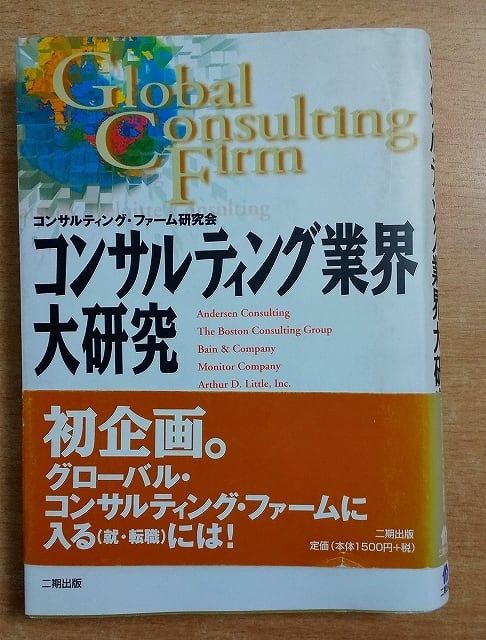 Global
Consulting
Firm
コンサルティング・ファーム研究会
コンサルティング業界
大研究
Andersen Consulting
The Boston Consulting Group
Bain & Company
Monitor Company
Arthur D. Little, Inc.
初企画。
グローバル・
コンサルティング・ファームに
入る(就・転職)には!
二期出版
定価(本体1500円+税)
二期出版